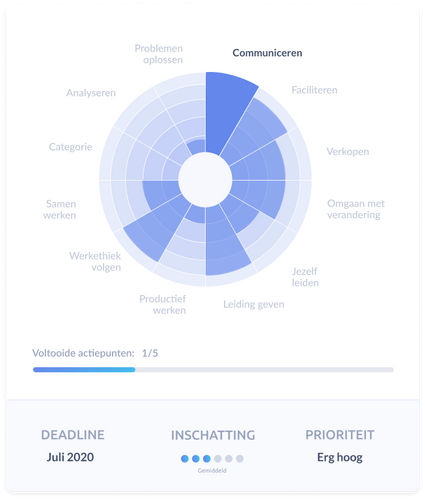 Problemen
oplossen
Communiceren
Analyseren
Faciliteren
Categorie
Verkopen
Samen
werken
Omgaan met
verandering
Werkethiek
volgen
Jezelf
leiden
Productief
werken
Leiding geven
Voltooide actiepunten: 1/5
DEADLINE
INSCHATTING
PRIORITEIT
Juli 2020
Erg hoog
Gemiddeld